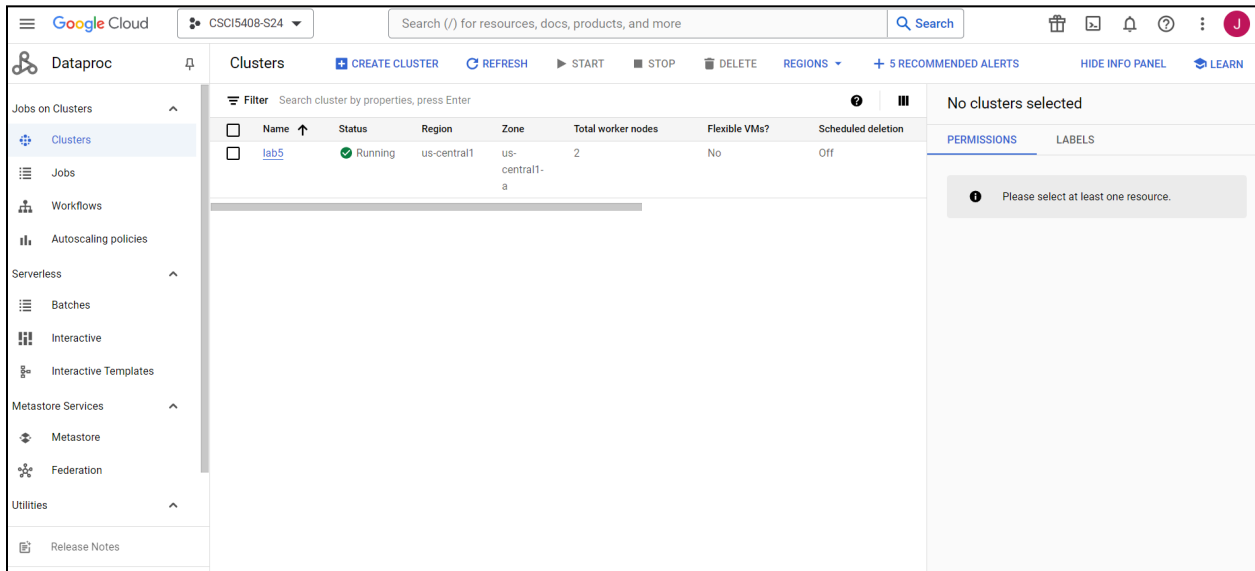 Google Cloud
CSCI5408-S24
Search (/) for resources, docs, products, and more
Search
J
Dataproc
Jobs on Clusters
Clusters
Jobs
Workflows
Autoscaling policies
Serverless
Batches
Interactive
Interactive Templates
Metastore Services
Metastore
Federation
Utilities
Release Notes
Clusters CREATE CLUSTER REFRESH START STOP DELETE REGIONS + 5 RECOMMENDED ALERTS HIDE INFO PANEL LEARN
Filter Search cluster by properties, press Enter
Name Status Region Zone Total worker nodes Flexible VMs? Scheduled deletion
lab5 Running us-central1 us- 2 No Off
central1-
a
No clusters selected
PERMISSIONS LABELS
Please select at least one resource.